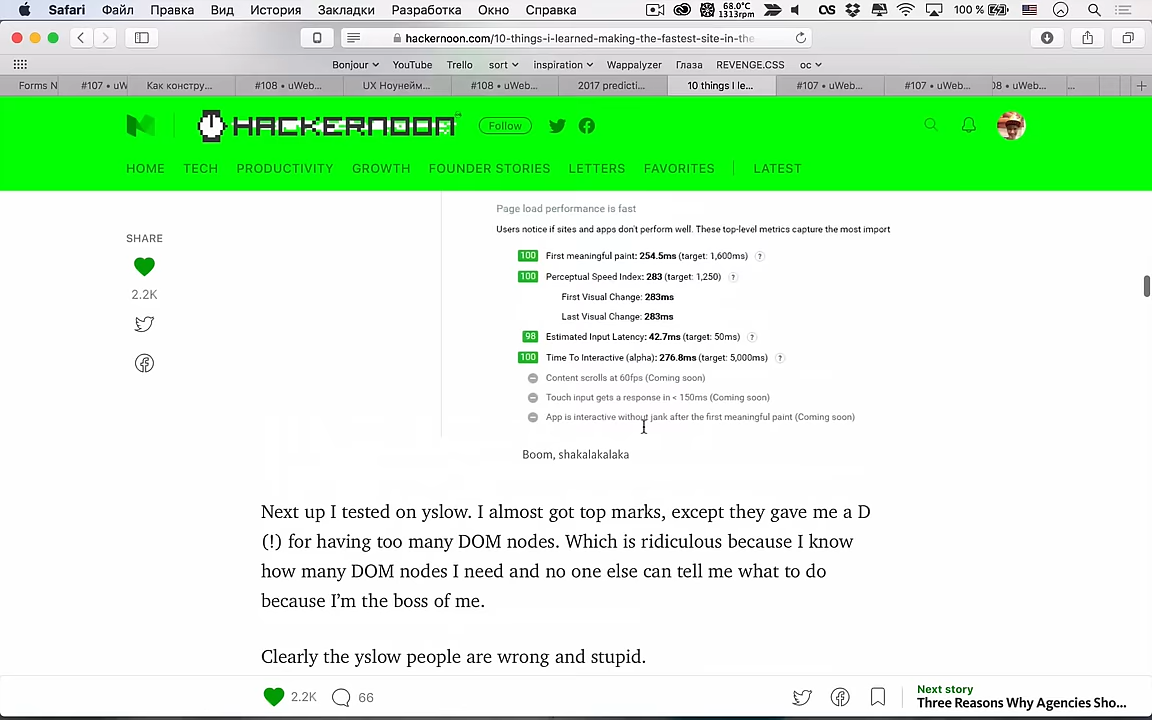 Safari Файл Правка Вид История Закладки Разработка Окно Справка 68.0°C 1313rpm OS 100 %
hackernoon.com/10-things-i-learned-making-the-fastest-site-in-the
Bonjour YouTube Trello sort inspiration Wappalyzer Глаза REVENGE.CSS ос
Forms N #107 • uW Как констру... #108 • uWeb... UX Ноунейм... #108 • uWeb... 2017 predicti... 10 things I le... #107 • uWeb... #107 • uWeb... 08 • uWeb... ...
HACKERNOON Follow
HOME TECH PRODUCTIVITY GROWTH FOUNDER STORIES LETTERS FAVORITES LATEST
SHARE
2.2K
Page load performance is fast
Users notice if sites and apps don't perform well. These top-level metrics capture the most import
100 First meaningful paint: 254.5ms (target: 1,600ms) ?
100 Perceptual Speed Index: 283 (target: 1,250) ?
First Visual Change: 283ms
Last Visual Change: 283ms
98 Estimated Input Latency: 42.7ms (target: 50ms) ?
100 Time To Interactive (alpha): 276.8ms (target: 5,000ms) ?
Content scrolls at 60fps (Coming soon)
Touch input gets a response in < 150ms (Coming soon)
App is interactive without jank after the first meaningful paint (Coming soon)
Boom, shakalakalaka
Next up I tested on yslow. I almost got top marks, except they gave me a D
(!) for having too many DOM nodes. Which is ridiculous because I know
how many DOM nodes I need and no one else can tell me what to do
because I’m the boss of me.
Clearly the yslow people are wrong and stupid.
2.2K 66
Next story
Three Reasons Why Agencies Sho...